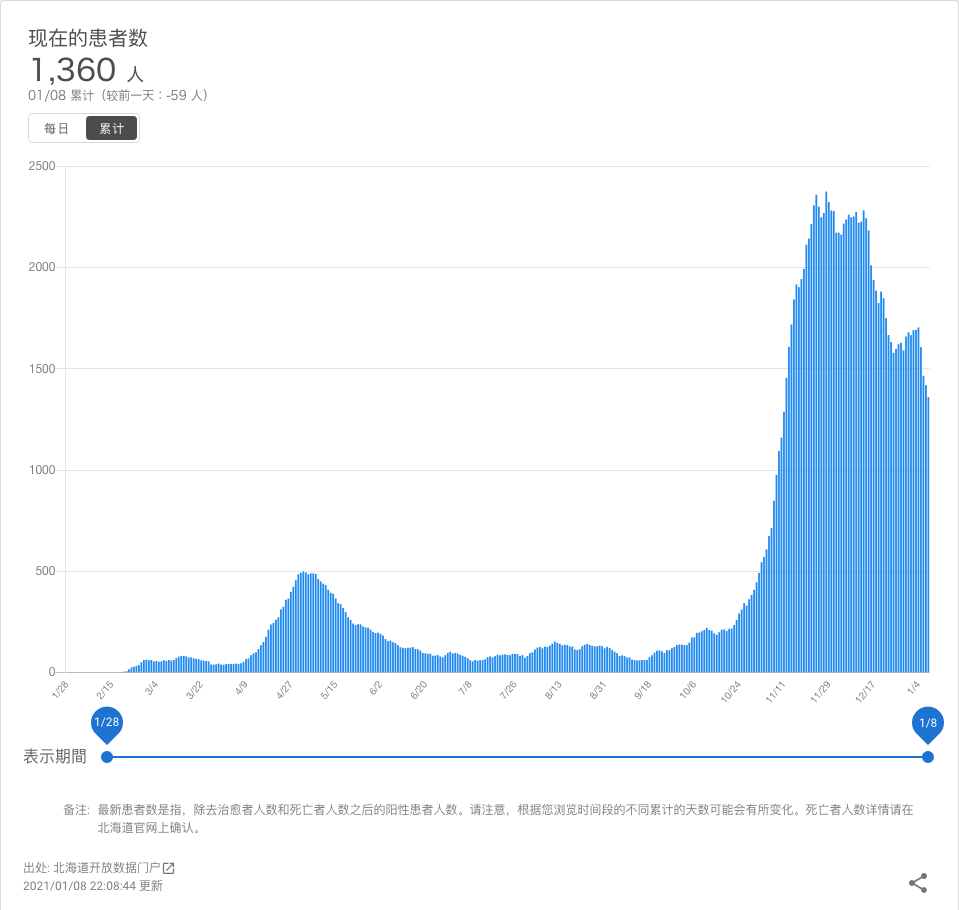 现在的患者数
1,360 人
01/08 累计（较前一天：-59 人）
每日 累计
2500
2000
1500
1000
500
0
1/28 2/15 3/4 3/22 4/9 4/27 5/15 6/2 6/20 7/8 7/26 8/13 8/31 9/18 10/6 10/24 11/11 11/29 12/17 1/4
1/28 1/8
表示期間
备注: 最新患者数是指，除去治愈者人数和死亡者人数之后的阳性患者人数。请注意，根据您浏览时间段的不同累计的天数可能会有所变化。死亡者人数详情请在
北海道官网上确认。
出处: 北海道开放数据门户
2021/01/08 22:08:44 更新